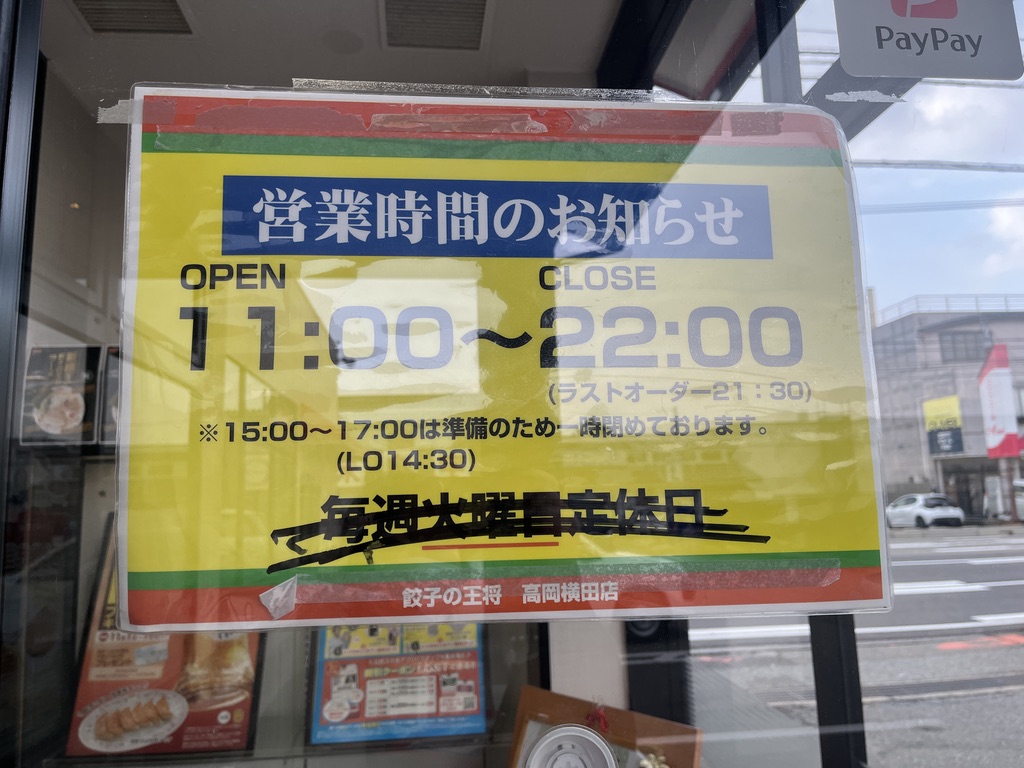 PayPay
営業時間のお知らせ
OPEN CLOSE
11:00～22:00
(ラストオーダー21：30)
※15:00～17:00は準備のため一時閉めております。
(LO14:30)
毎週火曜日定休日
餃子の王将 高岡横田店